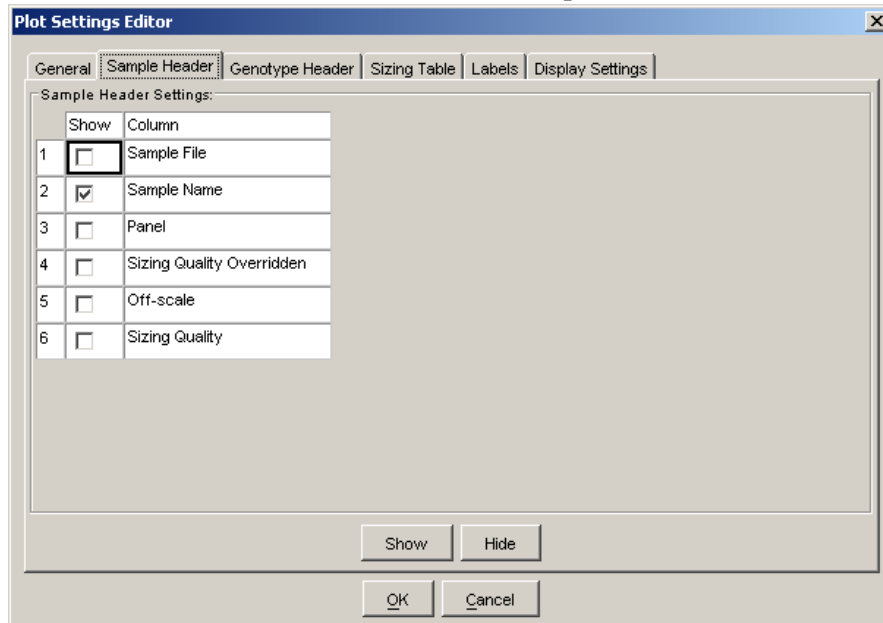 Plot Settings Editor
General Sample Header Genotype Header Sizing Table Labels Display Settings
Sample Header Settings:
Show Column
1 Sample File
2 Sample Name
3 Panel
4 Sizing Quality Overridden
5 Off-scale
6 Sizing Quality
Show Hide
OK Cancel